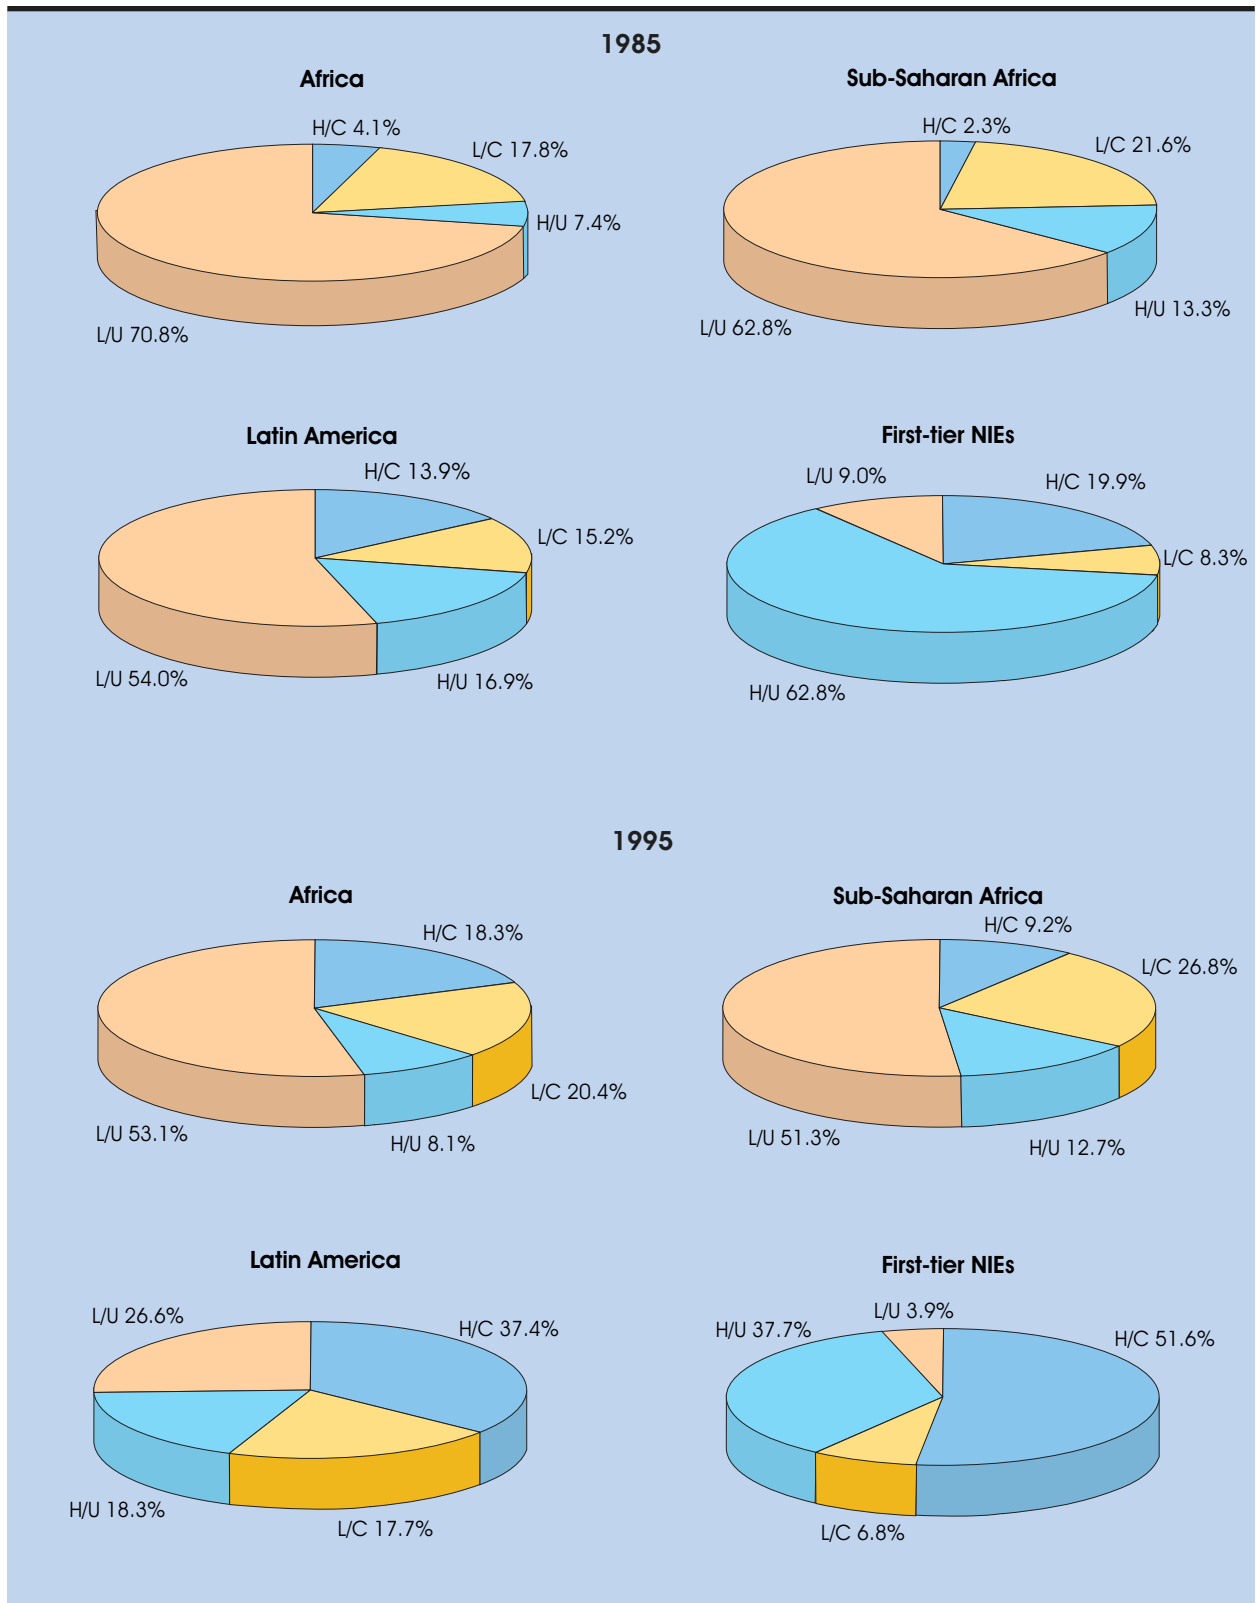 1985
Africa
H/C 4.1%
L/C 17.8%
H/U 7.4%
L/U 70.8%
Sub-Saharan Africa
H/C 2.3%
L/C 21.6%
H/U 13.3%
L/U 62.8%
Latin America
H/C 13.9%
L/C 15.2%
H/U 16.9%
L/U 54.0%
First-tier NIEs
L/U 9.0%
H/C 19.9%
L/C 8.3%
H/U 62.8%
1995
Africa
H/C 18.3%
L/C 20.4%
H/U 8.1%
L/U 53.1%
Sub-Saharan Africa
H/C 9.2%
L/C 26.8%
H/U 12.7%
L/U 51.3%
Latin America
L/U 26.6%
H/C 37.4%
H/U 18.3%
L/C 17.7%
First-tier NIEs
L/U 3.9%
H/U 37.7%
H/C 51.6%
L/C 6.8%